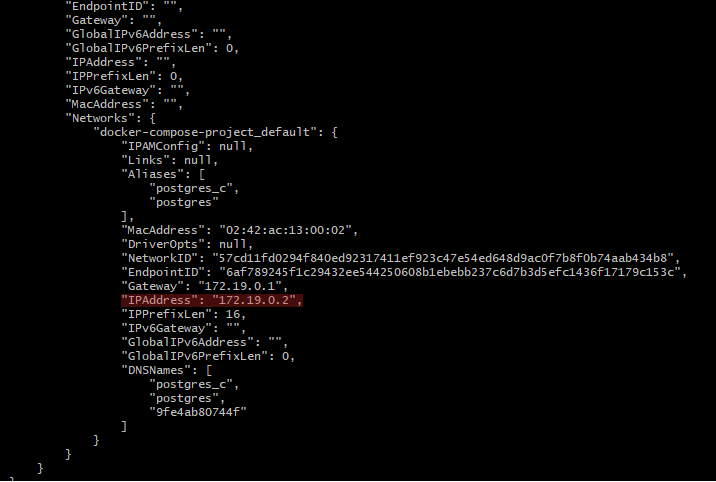 "EndpointID": "",
"Gateway": "",
"GlobalIPv6Address": "",
"GlobalIPv6PrefixLen": 0,
"IPAddress": "",
"IPPrefixLen": 0,
"IPv6Gateway": "",
"MacAddress": "",
"Networks": {
"docker-compose-project_default": {
"IPAMConfig": null,
"Links": null,
"Aliases": [
"postgres_c",
"postgres"
],
"MacAddress": "02:42:ac:13:00:02",
"DriverOpts": null,
"NetworkID": "57cd11fd0294f840ed92317411ef923c47e54ed648d9ac0f7b8f0b74aab434b8",
"EndpointID": "6af789245f1c29432ee544250608b1ebebb237c6d7b3d5efc1436f17179c153c",
"Gateway": "172.19.0.1",
"IPAddress": "172.19.0.2",
"IPPrefixLen": 16,
"IPv6Gateway": "",
"GlobalIPv6Address": "",
"GlobalIPv6PrefixLen": 0,
"DNSNames": [
"postgres_c",
"postgres",
"9fe4ab80744f"
]
}
}
}
}